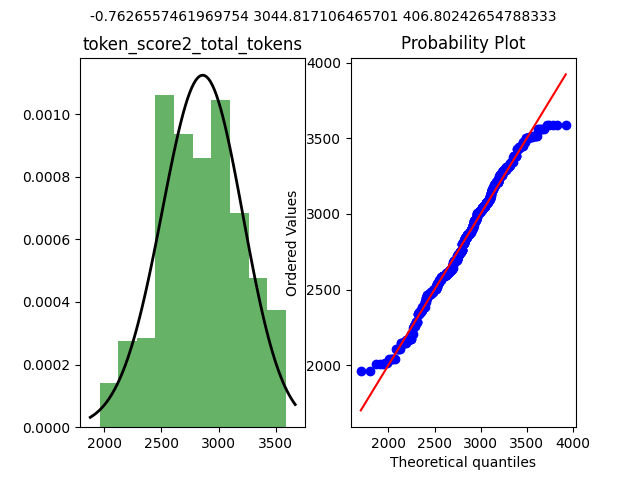 -0.7626557461969754 3044.817106465701 406.80242654788333
token_score2_total_tokens
0.0010
0.0008
0.0006
0.0004
0.0002
0.0000
2000 2500 3000 3500
Probability Plot
Ordered Values
4000
3500
3000
2500
2000
2000 2500 3000 3500 4000
Theoretical quantiles